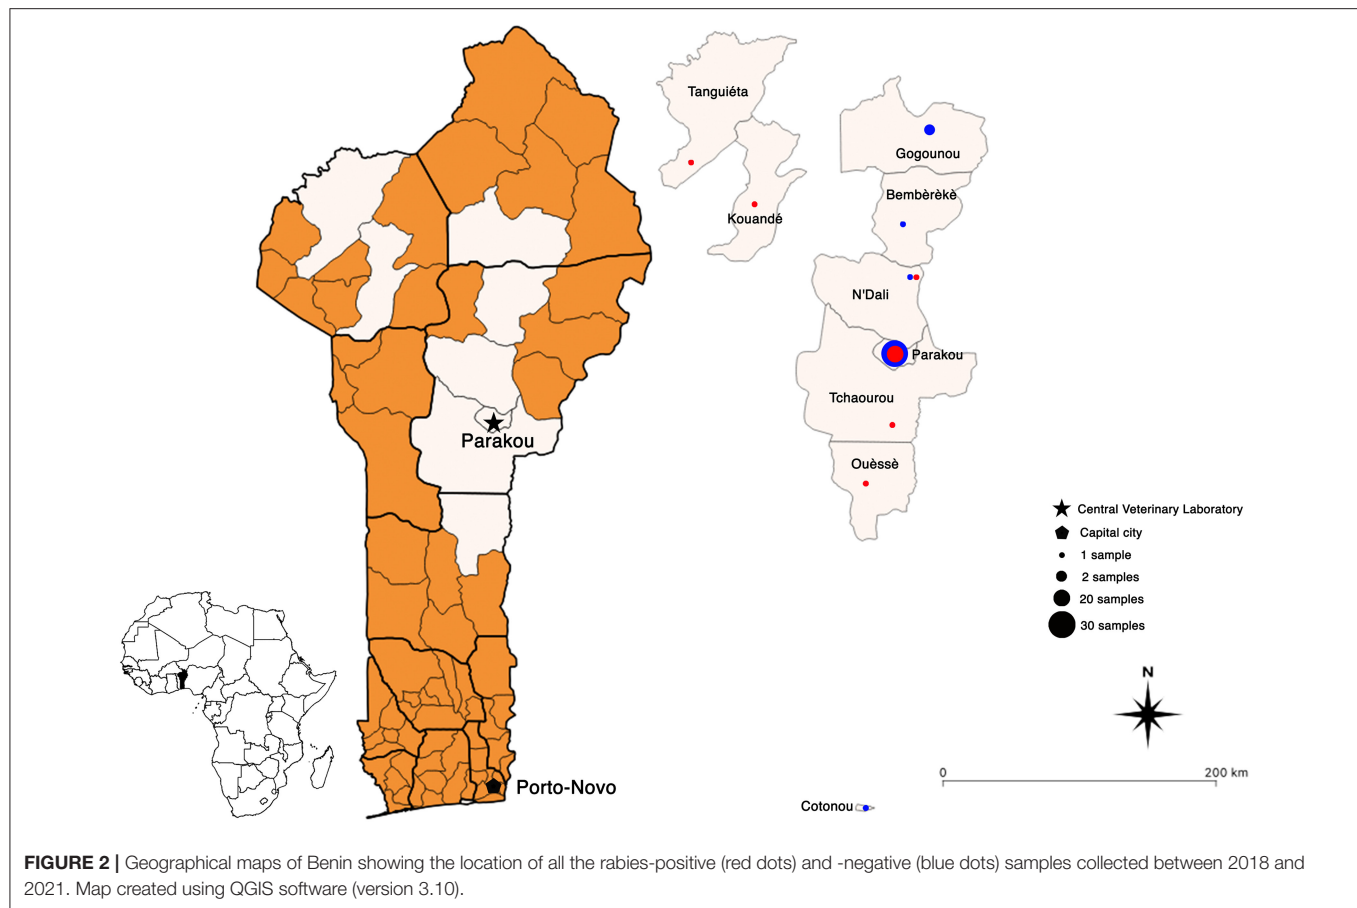 Tanguiéta
Kouandé
Gogounou
Bembèrèkè
N'Dali
Parakou
Tchaourou
Ouèssè
Parakou
Porto-Novo
Cotonou
Central Veterinary Laboratory
Capital city
1 sample
2 samples
20 samples
30 samples
N
0 200 km
FIGURE 2 | Geographical maps of Benin showing the location of all the rabies-positive (red dots) and -negative (blue dots) samples collected between 2018 and
2021. Map created using QGIS software (version 3.10).